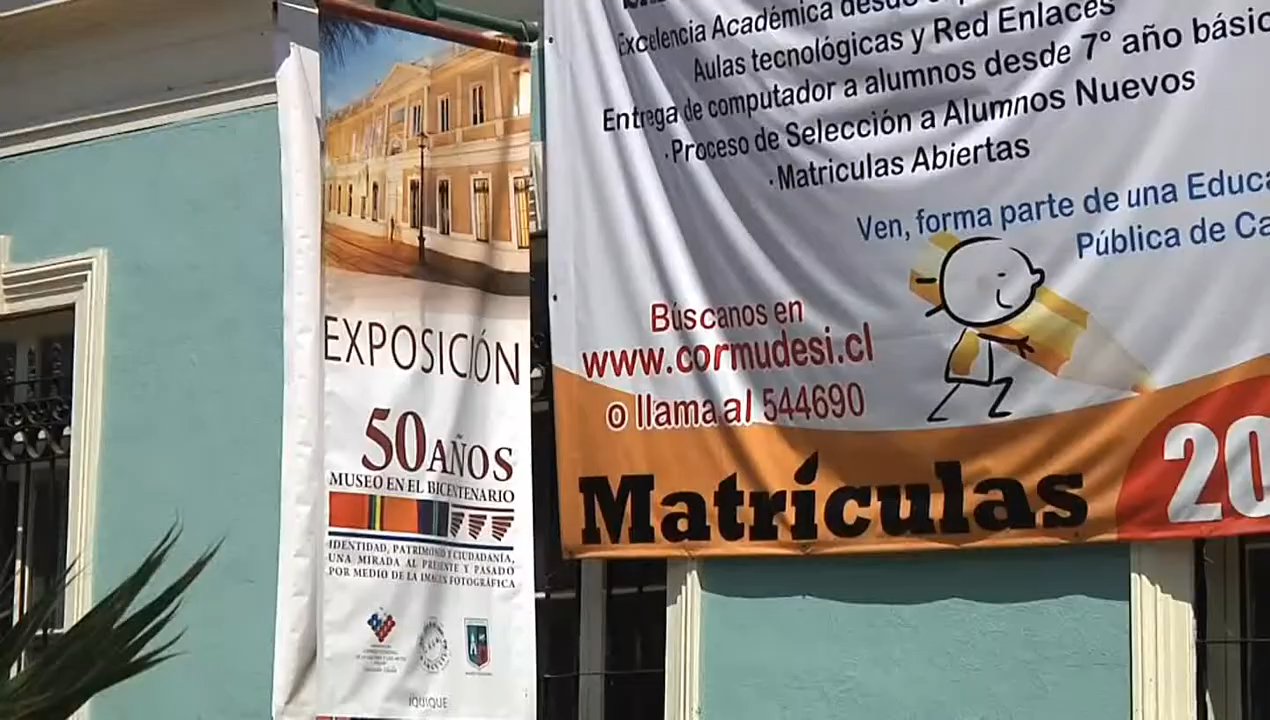 EXPOSICIÓN
50 AÑOS
MUSEO EN EL BICENTENARIO
IDENTIDAD, PATRIMONIO Y CIUDADANÍA,
UNA MIRADA AL PRESENTE Y PASADO
POR MEDIO DE LA IMAGEN FOTOGRÁFICA
IQUIQUE
Excelencia Académica desde
Aulas tecnológicas y Red Enlaces
Entrega de computador a alumnos desde 7° año básic
·Proceso de Selección a Alumnos Nuevos
·Matriculas Abiertas
Ven, forma parte de una Educa
Pública de Ca
Búscanos en
www.cormudesi.cl
o llama al 544690
Matrículas
20